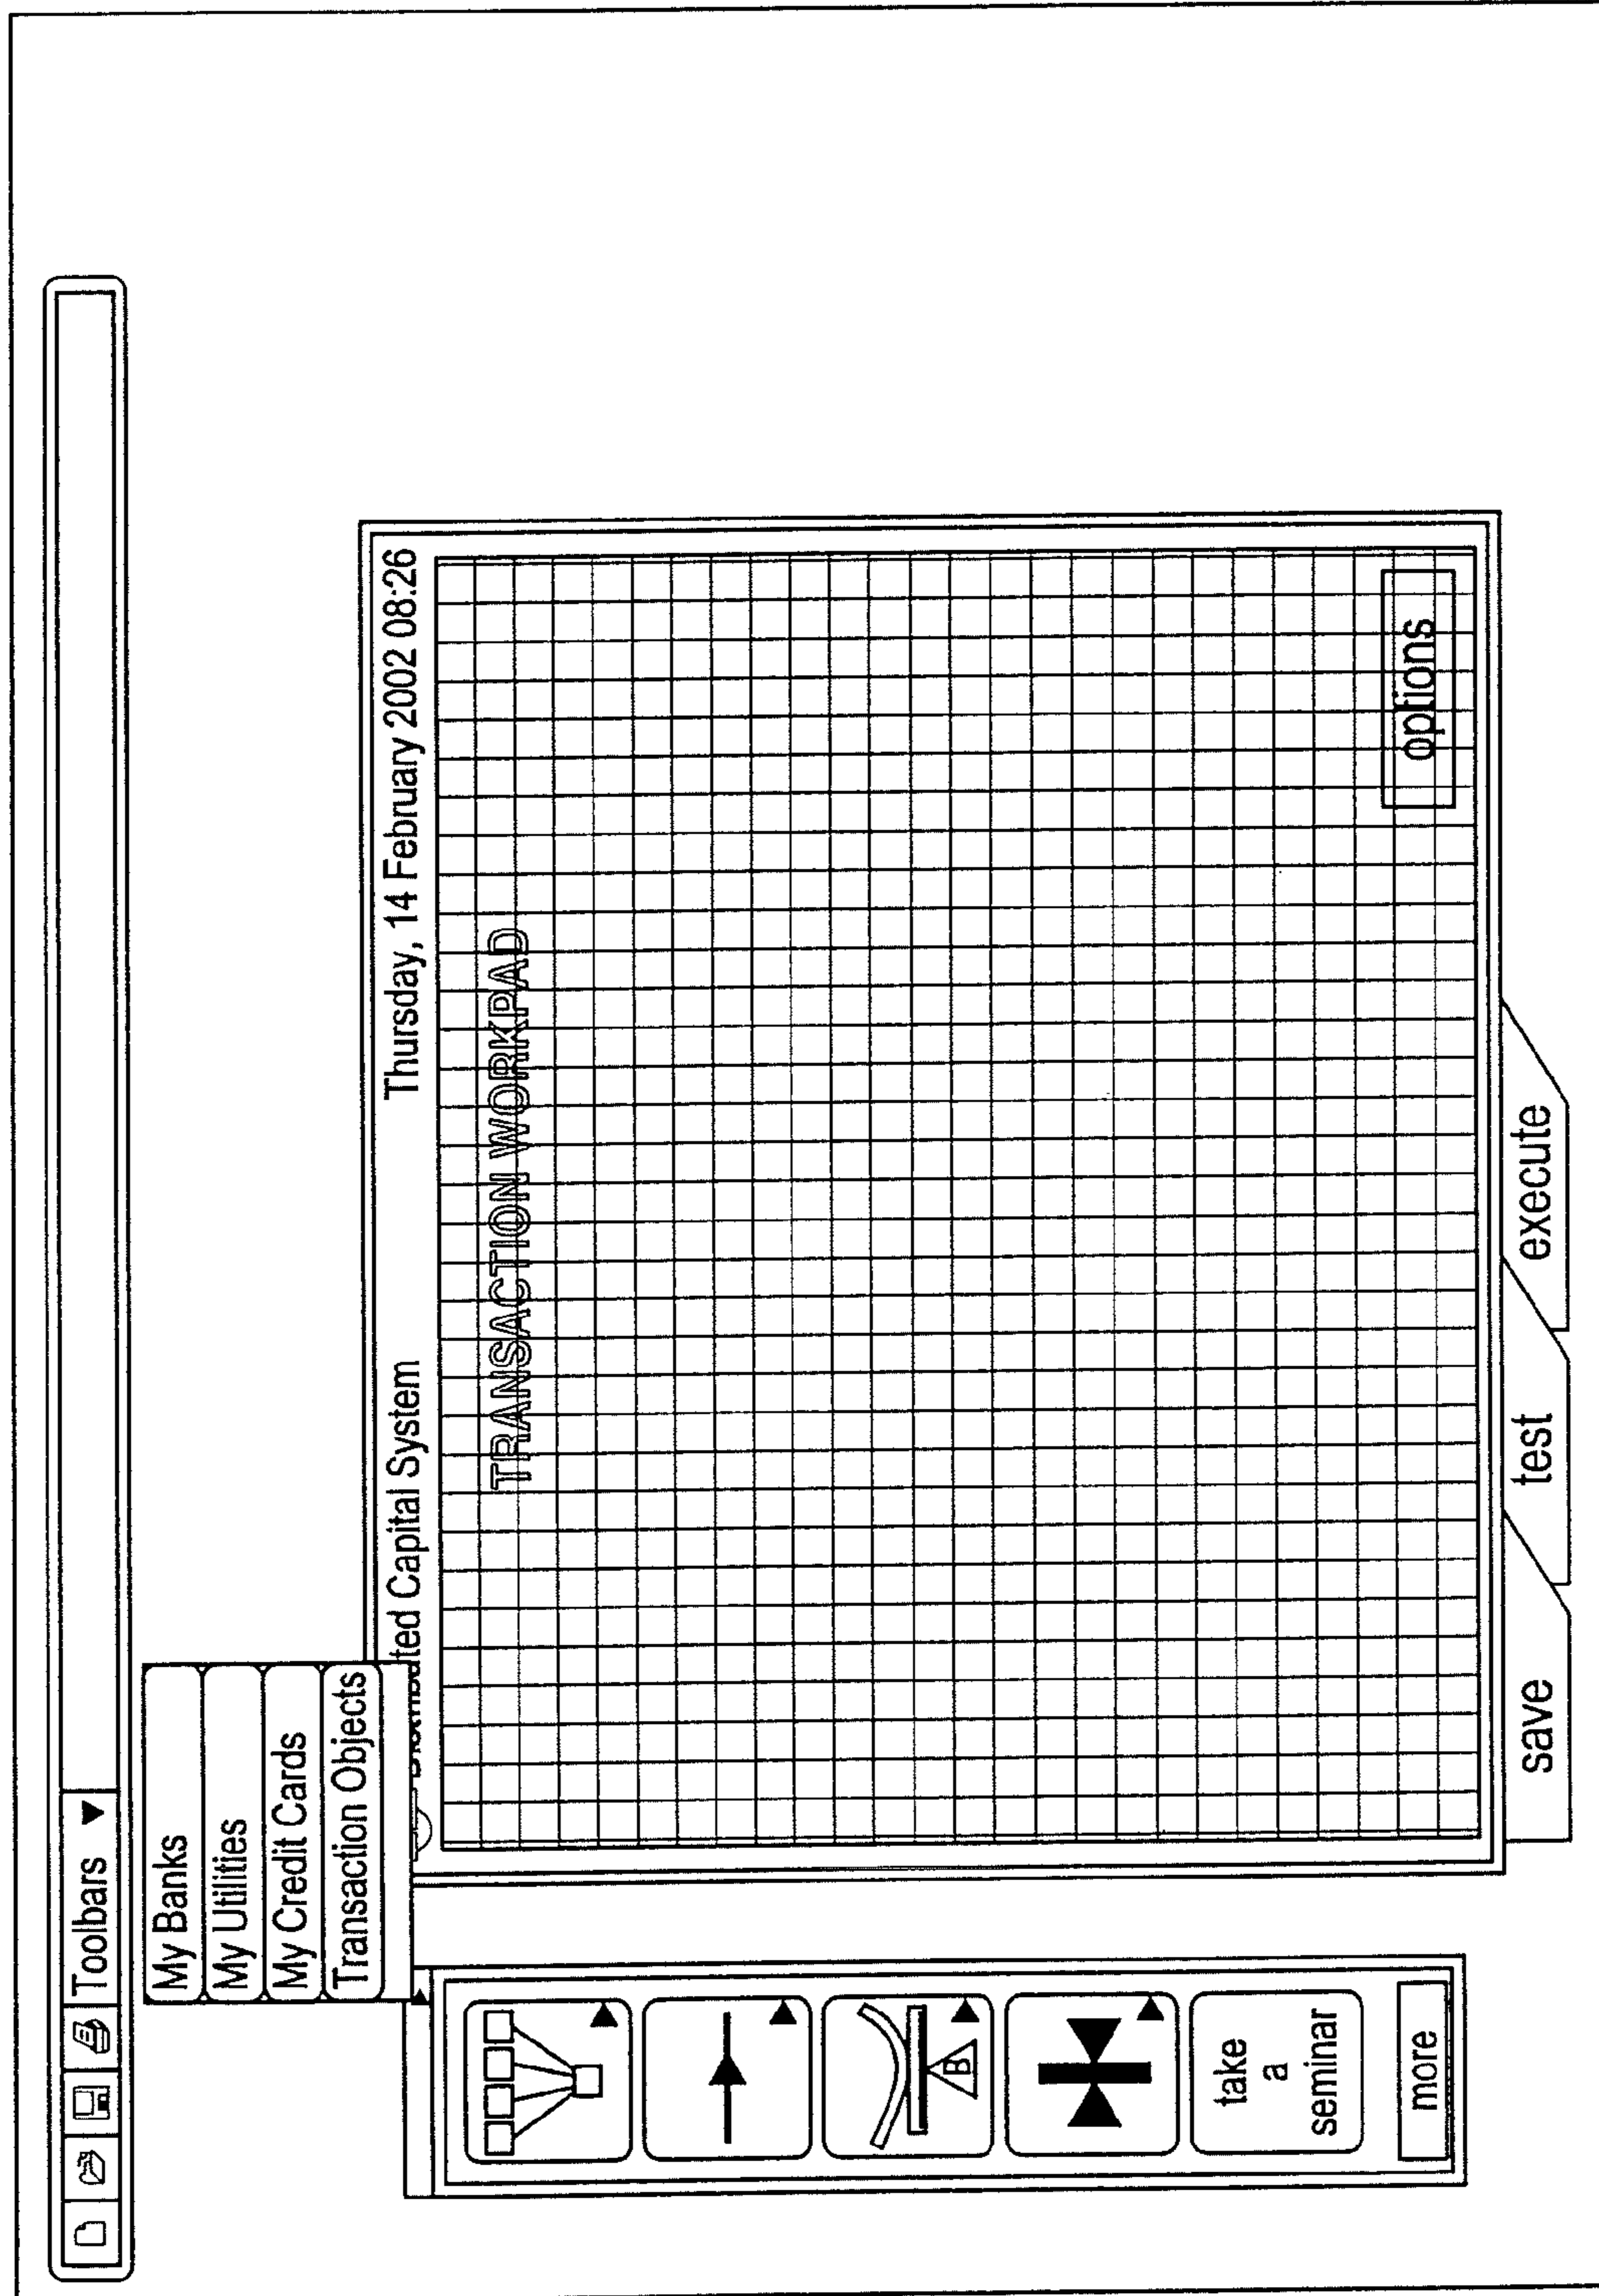 Toolbars
My Banks
My Utilities
My Credit Cards
Transaction Objects
Capital System
Thursday, 14 February 2002 08:26
TRANSACTION WORKPAD
B
take
a
seminar
more
options
save
test
execute